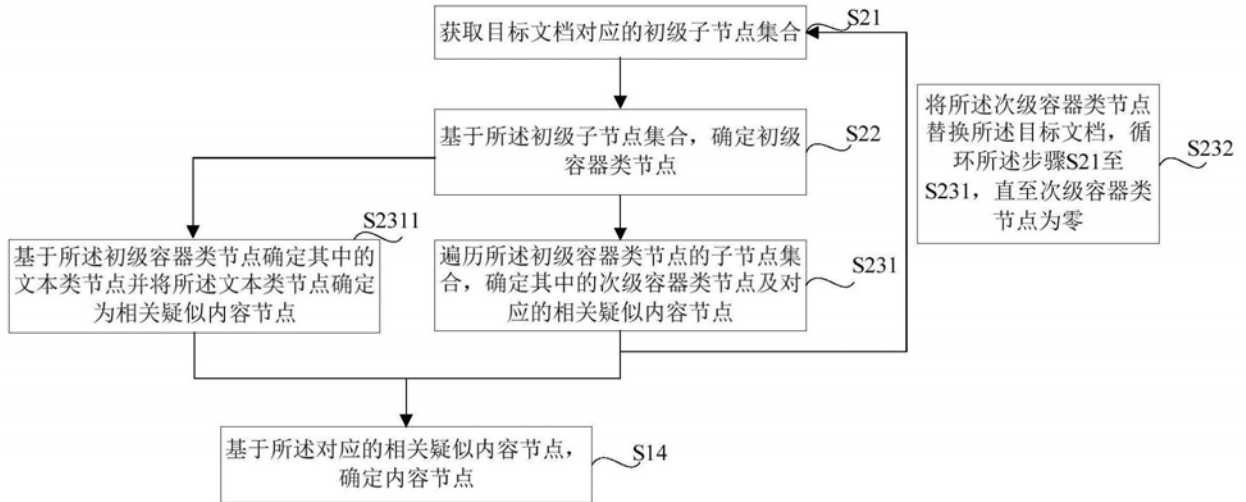 获取目标文档对应的初级子节点集合
S21
基于所述初级子节点集合，确定初级
容器类节点
S22
将所述次级容器类节点
替换所述目标文档，循
环所述步骤S21至
S231，直至次级容器类
节点为零
S232
S2311
基于所述初级容器类节点确定其中的
文本类节点并将所述文本类节点确定
为相关疑似内容节点
遍历所述初级容器类节点的子节点集
合，确定其中的次级容器类节点及对
应的相关疑似内容节点
S231
基于所述对应的相关疑似内容节点，
确定内容节点
S14